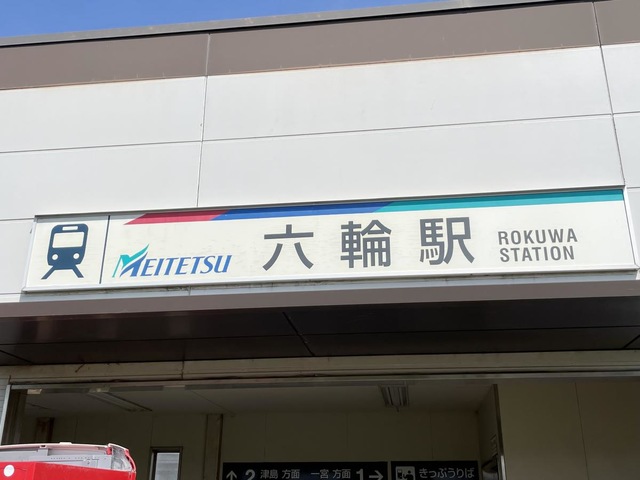 MEITETSU 六輪駅 ROKUWA
STATION
↑2 津島 方面 一宮 方面 1→ きっぷうりば